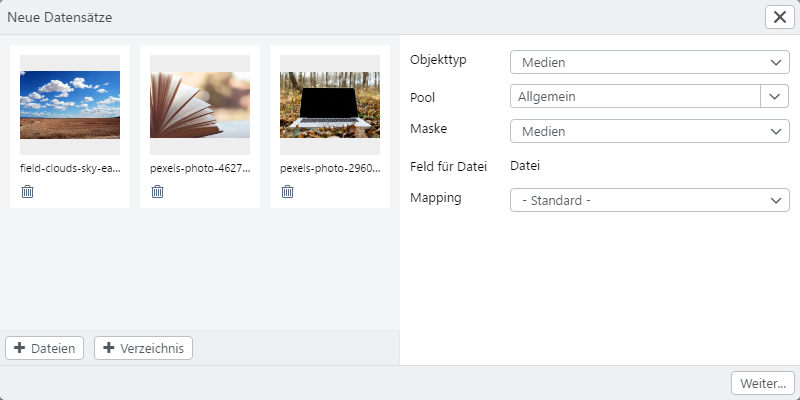 Neue Datensätze
field-clouds-sky-ea...
pexels-photo-4627...
pexels-photo-2960...
Objekttyp
Medien
Pool
Allgemein
Maske
Medien
Feld für Datei
Datei
Mapping
- Standard -
Dateien
Verzeichnis
Weiter...